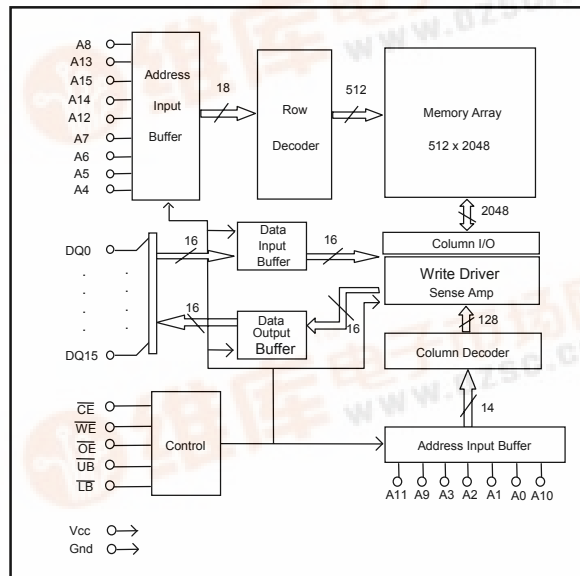 A8
A13
A15
A14
A12
A7
A6
A5
A4
Address
Input
Buffer
18
Row
Decoder
512
Memory Array
512 x 2048
2048
Column I/O
Write Driver
Sense Amp
128
Column Decoder
14
Address Input Buffer
A11 A9 A3 A2 A1 A0 A10
DQ0
DQ15
16
Data
Input
Buffer
16
16
Data
Output
Buffer
16
CE
WE
OE
UB
LB
Control
Vcc
Gnd